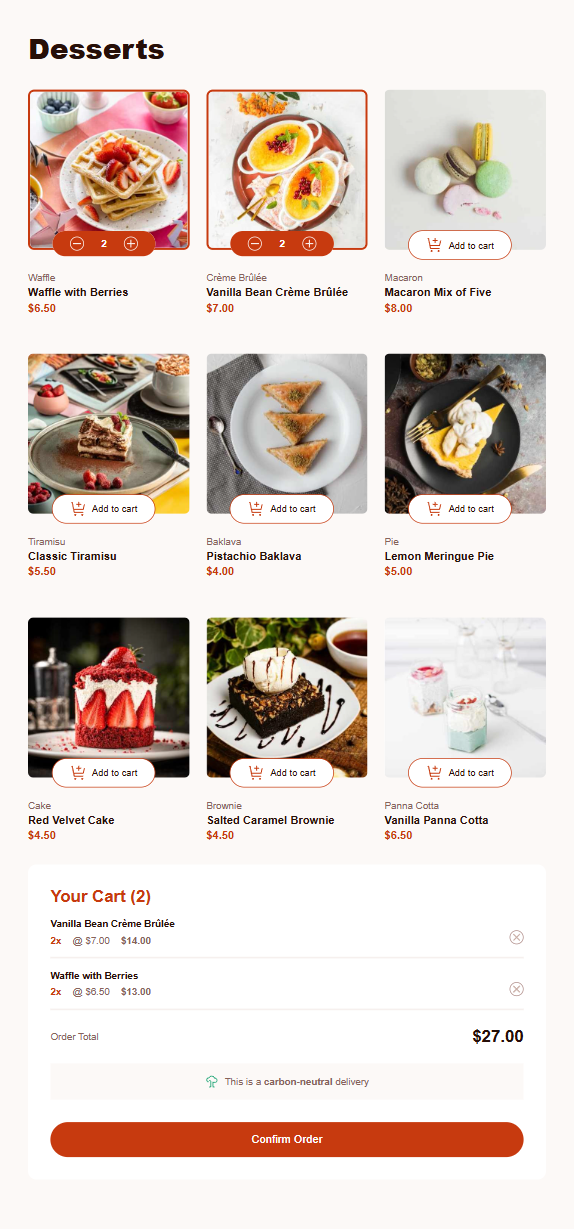 Desserts
2
2
Add to cart
Waffle
Waffle with Berries
$6.50
Crème Brûlée
Vanilla Bean Crème Brûlée
$7.00
Macaron
Macaron Mix of Five
$8.00
Add to cart
Add to cart
Add to cart
Tiramisu
Classic Tiramisu
$5.50
Baklava
Pistachio Baklava
$4.00
Pie
Lemon Meringue Pie
$5.00
Add to cart
Add to cart
Add to cart
Cake
Red Velvet Cake
$4.50
Brownie
Salted Caramel Brownie
$4.50
Panna Cotta
Vanilla Panna Cotta
$6.50
Your Cart (2)
Vanilla Bean Crème Brûlée
2x @ $7.00 $14.00
Waffle with Berries
2x @ $6.50 $13.00
Order Total $27.00
This is a carbon-neutral delivery
Confirm Order